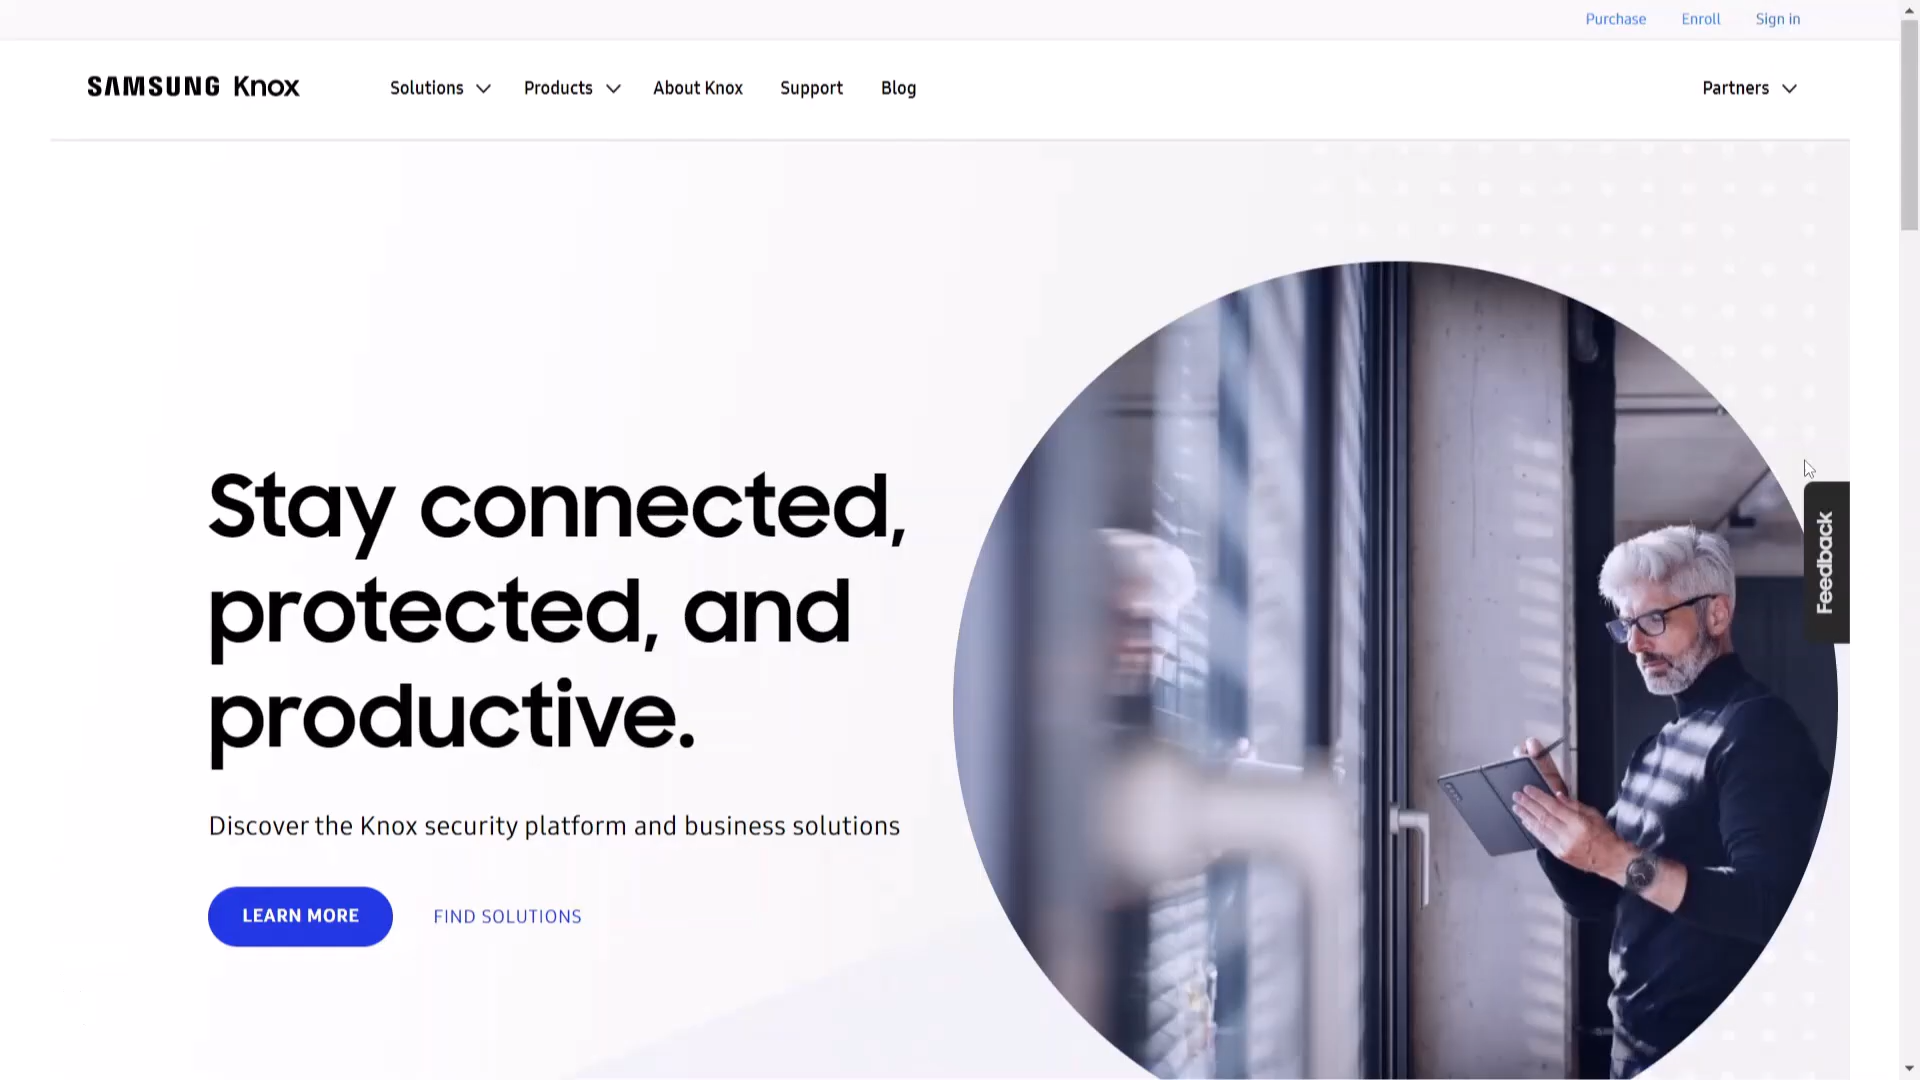 Purchase Enroll Sign in
SAMSUNG Knox Solutions Products About Knox Support Blog Partners
Stay connected,
protected, and
productive.
Discover the Knox security platform and business solutions
LEARN MORE FIND SOLUTIONS
Feedback